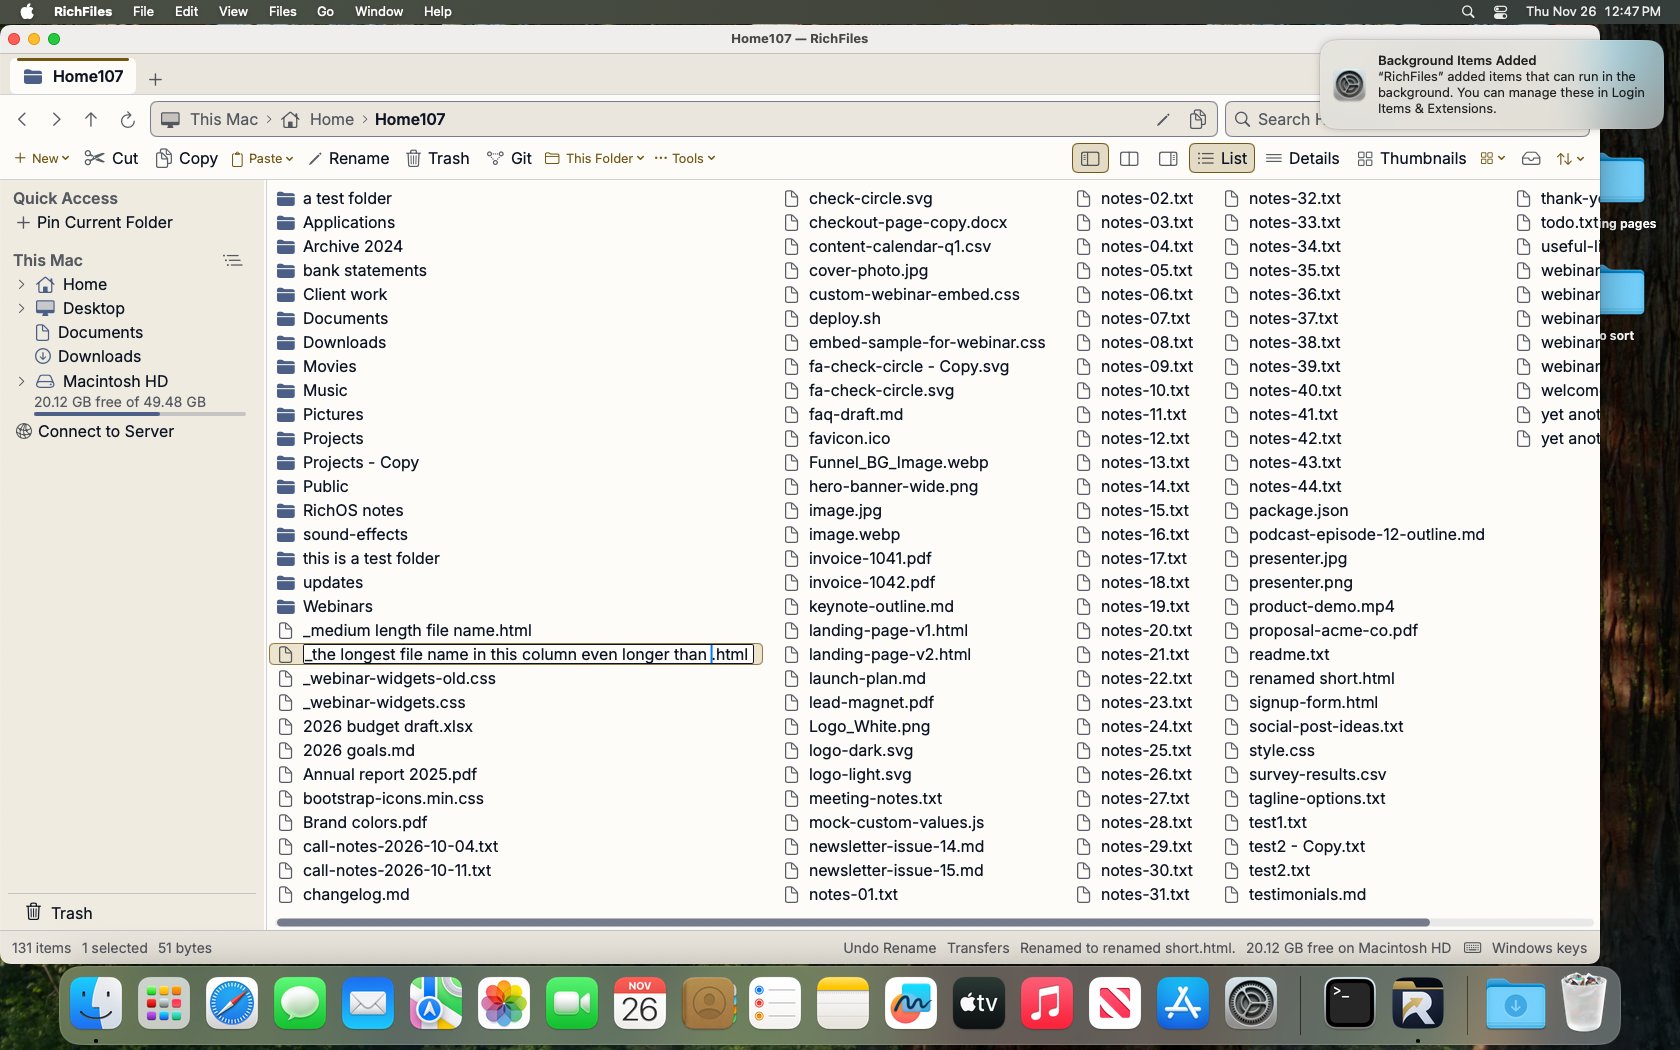 RichFiles File Edit View Files Go Window Help Thu Nov 26 12:47 PM
Home107 — RichFiles
Home107
Background Items Added
“RichFiles” added items that can run in the
background. You can manage these in Login
Items & Extensions.
This Mac Home Home107 Search
New Cut Copy Paste Rename Trash Git This Folder Tools List Details Thumbnails
Quick Access
Pin Current Folder
This Mac
Home
Desktop
Documents
Downloads
Macintosh HD
20.12 GB free of 49.48 GB
Connect to Server
Trash
a test folder
Applications
Archive 2024
bank statements
Client work
Documents
Downloads
Movies
Music
Pictures
Projects
Projects - Copy
Public
RichOS notes
sound-effects
this is a test folder
updates
Webinars
_medium length file name.html
_the longest file name in this column even longer than .html
_webinar-widgets-old.css
_webinar-widgets.css
2026 budget draft.xlsx
2026 goals.md
Annual report 2025.pdf
bootstrap-icons.min.css
Brand colors.pdf
call-notes-2026-10-04.txt
call-notes-2026-10-11.txt
changelog.md
check-circle.svg
checkout-page-copy.docx
content-calendar-q1.csv
cover-photo.jpg
custom-webinar-embed.css
deploy.sh
embed-sample-for-webinar.css
fa-check-circle - Copy.svg
fa-check-circle.svg
faq-draft.md
favicon.ico
Funnel_BG_Image.webp
hero-banner-wide.png
image.jpg
image.webp
invoice-1041.pdf
invoice-1042.pdf
keynote-outline.md
landing-page-v1.html
landing-page-v2.html
launch-plan.md
lead-magnet.pdf
Logo_White.png
logo-dark.svg
logo-light.svg
meeting-notes.txt
mock-custom-values.js
newsletter-issue-14.md
newsletter-issue-15.md
notes-01.txt
notes-02.txt
notes-03.txt
notes-04.txt
notes-05.txt
notes-06.txt
notes-07.txt
notes-08.txt
notes-09.txt
notes-10.txt
notes-11.txt
notes-12.txt
notes-13.txt
notes-14.txt
notes-15.txt
notes-16.txt
notes-17.txt
notes-18.txt
notes-19.txt
notes-20.txt
notes-21.txt
notes-22.txt
notes-23.txt
notes-24.txt
notes-25.txt
notes-26.txt
notes-27.txt
notes-28.txt
notes-29.txt
notes-30.txt
notes-31.txt
notes-32.txt
notes-33.txt
notes-34.txt
notes-35.txt
notes-36.txt
notes-37.txt
notes-38.txt
notes-39.txt
notes-40.txt
notes-41.txt
notes-42.txt
notes-43.txt
notes-44.txt
package.json
podcast-episode-12-outline.md
presenter.jpg
presenter.png
product-demo.mp4
proposal-acme-co.pdf
readme.txt
renamed short.html
signup-form.html
social-post-ideas.txt
style.css
survey-results.csv
tagline-options.txt
test1.txt
test2 - Copy.txt
test2.txt
testimonials.md
thank-y
todo.txt
useful-li
webinar
webinar
webinar
webinar
webinar
welcom
yet anot
yet anot
ng pages
o sort
131 items 1 selected 51 bytes Undo Rename Transfers Renamed to renamed short.html. 20.12 GB free on Macintosh HD Windows keys
NOV
26
tv
>_